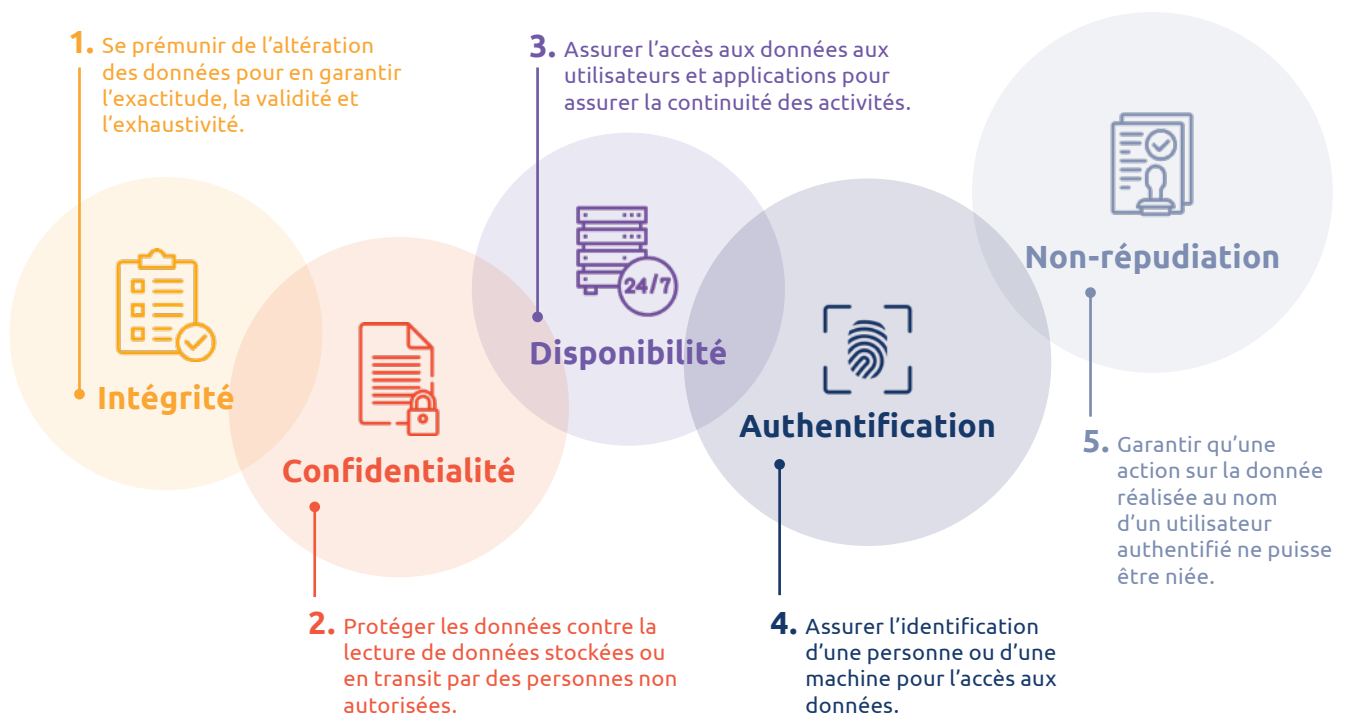 1. Se prémunir de l'altération
des données pour en garantir
l'exactitude, la validité et
l'exhaustivité.
Intégrité
2. Protéger les données contre la
lecture de données stockées ou
en transit par des personnes non
autorisées.
Confidentialité
3. Assurer l'accès aux données aux
utilisateurs et applications pour
assurer la continuité des activités.
24/7
Disponibilité
4. Assurer l'identification
d'une personne ou d'une
machine pour l'accès aux
données.
Authentification
Non-répudiation
5. Garantir qu'une
action sur la donnée
réalisée au nom
d'un utilisateur
authentifié ne puisse
être niée.